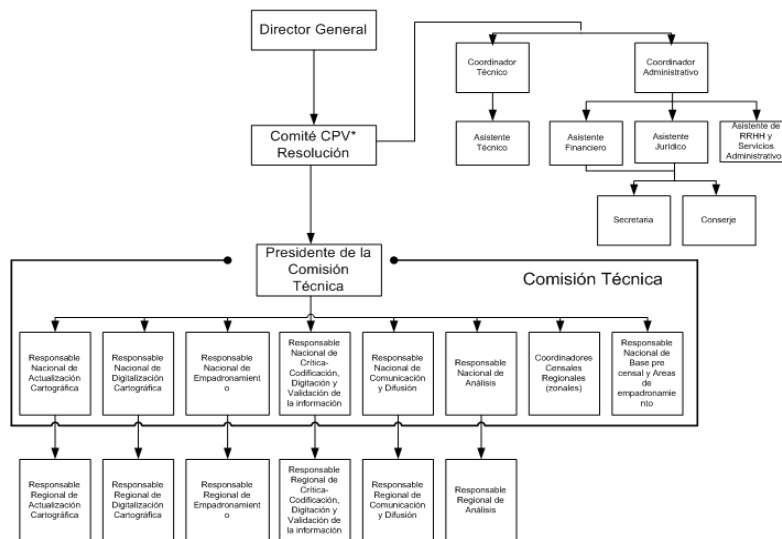 Director General
Comité CPV*
Resolución
Coordinador
Técnico
Coordinador
Administrativo
Asistente
Técnico
Asistente
Financiero
Asistente
Jurídico
Asistente de
RRHH y
Servicios
Administrativos
Secretaria
Conserje
Presidente de la
Comisión
Técnica
Comisión Técnica
Responsable
Nacional de
Actualización
Cartográfica
Responsable
Nacional de
Digitalización
Cartográfica
Responsable
Nacional de
Empadronamient
o
Responsable
Nacional de
Crítica-
Codificación,
Digitación y
Validación de
la información
Responsable
Nacional de
Comunicación
y Difusión
Responsable
Nacional de
Análisis
Coordinadores
Censales
Regionales
(zonales)
Responsable
Nacional de
Base pre
censal y Areas
de
empadronamie
nto
Responsable
Regional de
Actualización
Cartográfica
Responsable
Regional de
Digitalización
Cartográfica
Responsable
Regional de
Empadronamient
o
Responsable
Regional de
Crítica-
Codificación,
Digitación y
Validación de la
información
Responsable
Regional de
Comunicación
y Difusión
Responsable
Regional de
Análisis